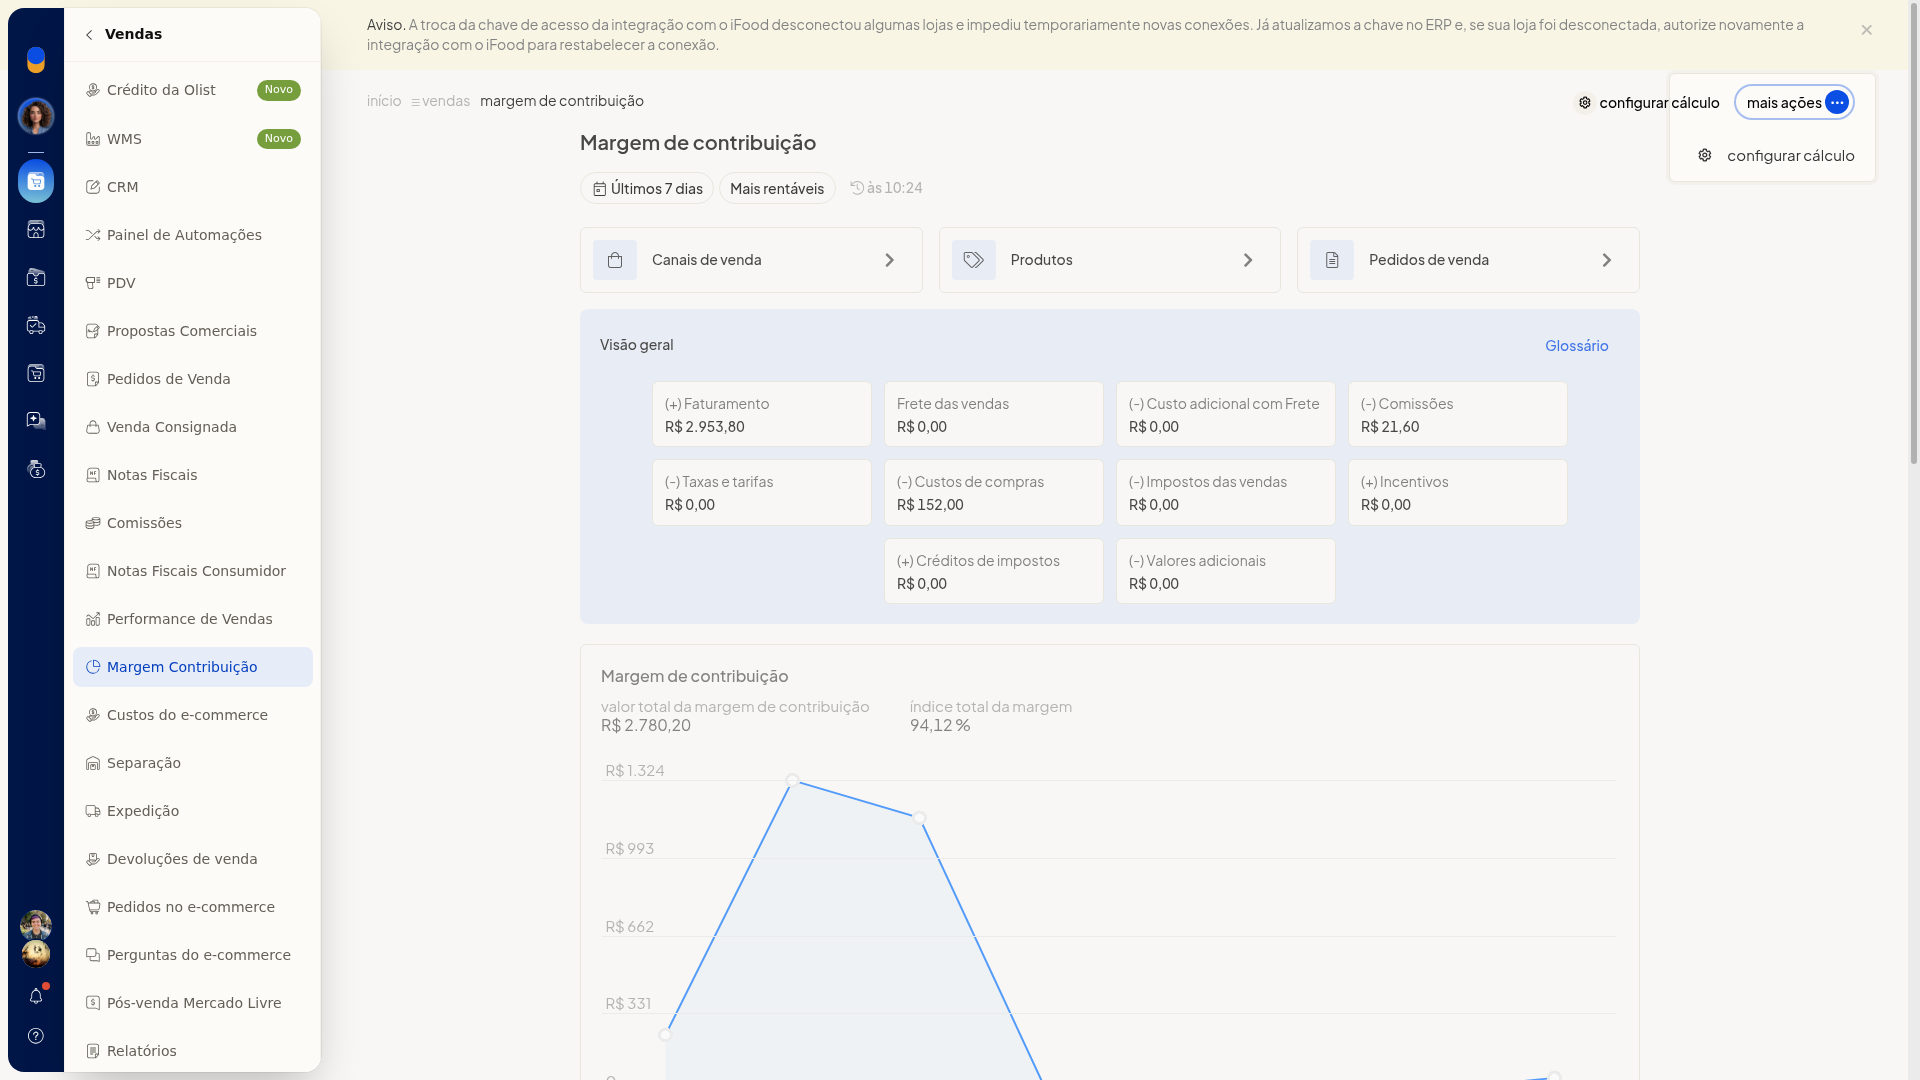 Vendas
Crédito da Olist
Novo
WMS
Novo
CRM
Painel de Automações
PDV
Propostas Comerciais
Pedidos de Venda
Venda Consignada
Notas Fiscais
Comissões
Notas Fiscais Consumidor
Performance de Vendas
Margem Contribuição
Custos do e-commerce
Separação
Expedição
Devoluções de venda
Pedidos no e-commerce
Perguntas do e-commerce
Pós-venda Mercado Livre
Relatórios
Aviso. A troca da chave de acesso da integração com o iFood desconectou algumas lojas e impediu temporariamente novas conexões. Já atualizamos a chave no ERP e, se sua loja foi desconectada, autorize novamente a
integração com o iFood para restabelecer a conexão.
início vendas margem de contribuição
configurar cálculo
mais ações
configurar cálculo
Margem de contribuição
Últimos 7 dias
Mais rentáveis
às 10:24
Canais de venda
Produtos
Pedidos de venda
Visão geral
Glossário
(+) Faturamento
R$ 2.953,80
Frete das vendas
R$ 0,00
(-) Custo adicional com Frete
R$ 0,00
(-) Comissões
R$ 21,60
(-) Taxas e tarifas
R$ 0,00
(-) Custos de compras
R$ 152,00
(-) Impostos das vendas
R$ 0,00
(+) Incentivos
R$ 0,00
(+) Créditos de impostos
R$ 0,00
(-) Valores adicionais
R$ 0,00
Margem de contribuição
valor total da margem de contribuição
R$ 2.780,20
índice total da margem
94,12 %
R$ 1.324
R$ 993
R$ 662
R$ 331